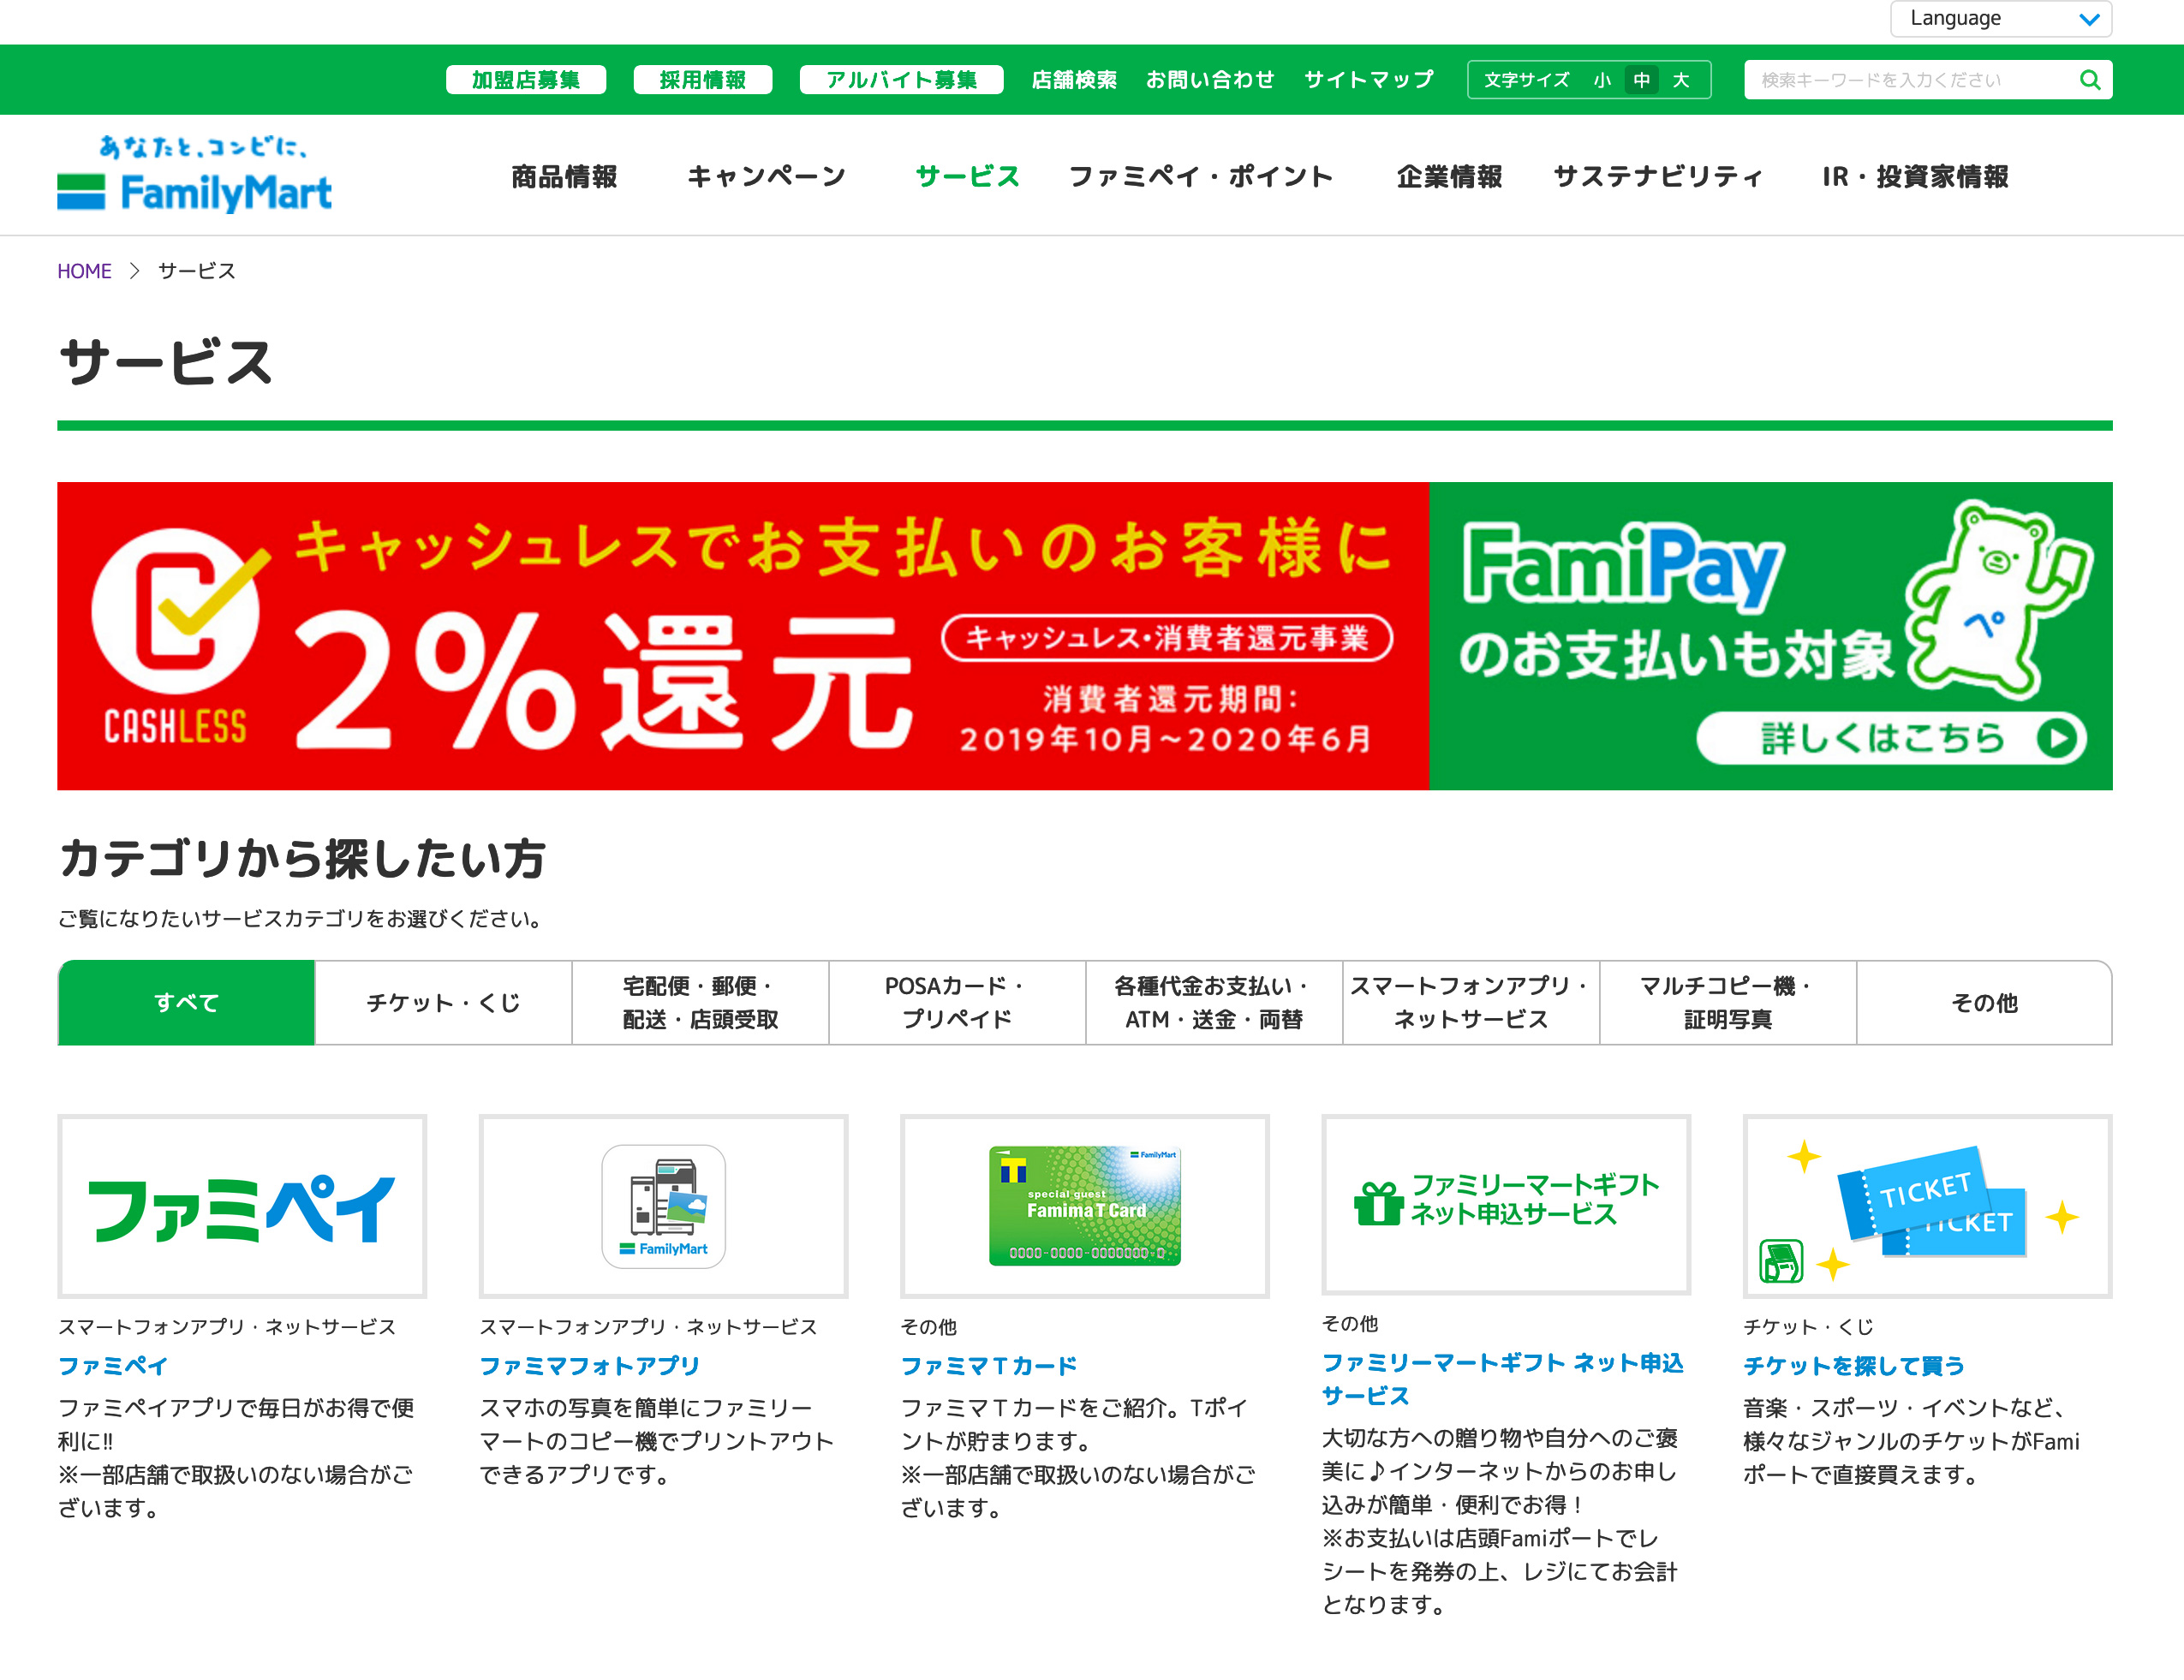 Language
加盟店募集 採用情報 アルバイト募集 店舗検索 お問い合わせ サイトマップ 文字サイズ 小 中 大 検索キーワードを入力ください
あなたと、コンビに、
FamilyMart
商品情報 キャンペーン サービス ファミペイ・ポイント 企業情報 サステナビリティ IR・投資家情報
HOME サービス
サービス
キャッシュレスでお支払いのお客様に
2%還元
キャッシュレス・消費者還元事業
消費者還元期間：
2019年10月～2020年6月
CASHLESS
FamiPay
のお支払いも対象
ペ
詳しくはこちら
カテゴリから探したい方
ご覧になりたいサービスカテゴリをお選びください。
すべて
チケット・くじ
宅配便・郵便・
配送・店頭受取
POSAカード・
プリペイド
各種代金お支払い・
ATM・送金・両替
スマートフォンアプリ・
ネットサービス
マルチコピー機・
証明写真
その他
ファミペイ
スマートフォンアプリ・ネットサービス
ファミペイ
ファミペイアプリで毎日がお得で便
利に!!
※一部店舗で取扱いのない場合がご
ざいます。
FamilyMart
スマートフォンアプリ・ネットサービス
ファミマフォトアプリ
スマホの写真を簡単にファミリー
マートのコピー機でプリントアウト
できるアプリです。
T
FamilyMart
special guest
Famima T Card
0000-0000-0000000-0
その他
ファミマＴカード
ファミマＴカードをご紹介。Tポイ
ントが貯まります。
※一部店舗で取扱いのない場合がご
ざいます。
ファミリーマートギフト
ネット申込サービス
その他
ファミリーマートギフト ネット申込
サービス
大切な方への贈り物や自分へのご褒
美に♪インターネットからのお申し
込みが簡単・便利でお得！
※お支払いは店頭Famiポートでレ
シートを発券の上、レジにてお会計
となります。
TICKET
TICKET
チケット・くじ
チケットを探して買う
音楽・スポーツ・イベントなど、
様々なジャンルのチケットがFami
ポートで直接買えます。